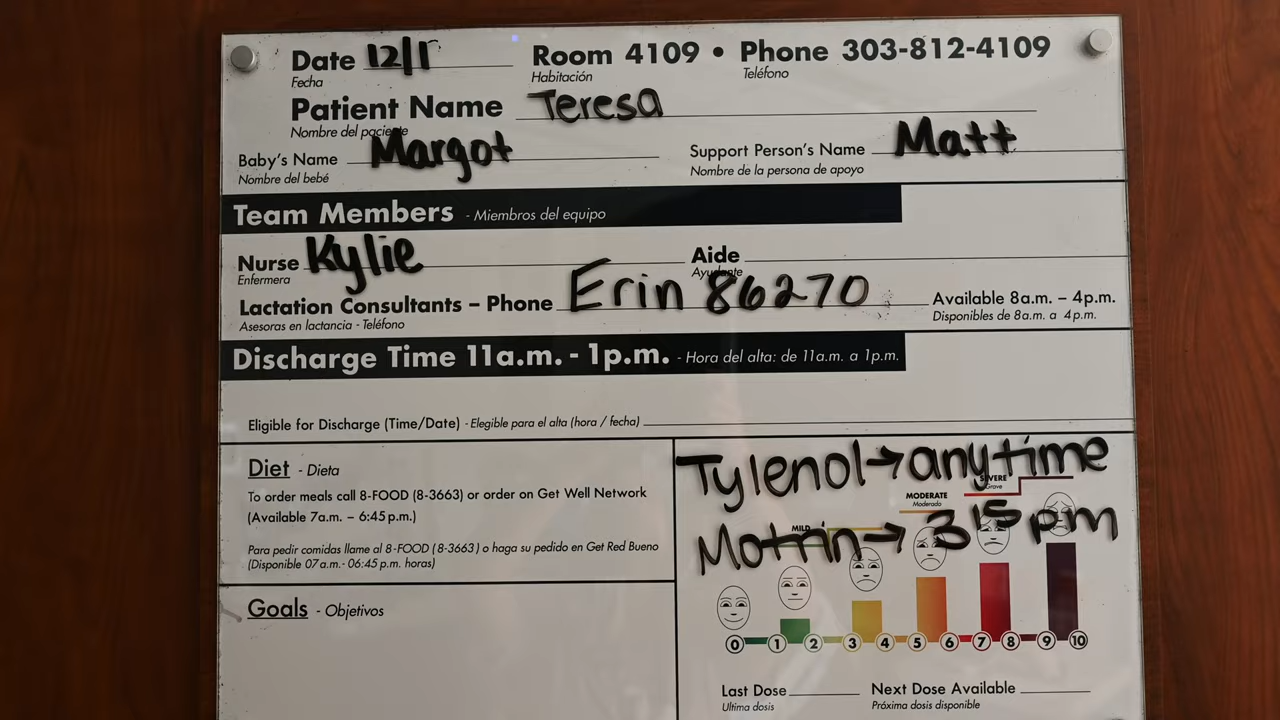 Date 12/1 Room 4109 • Phone 303-812-4109
Fecha Habitación Teléfono
Patient Name Teresa
Nombre del paciente
Baby's Name Margot Support Person's Name Matt
Nombre del bebé Nombre de la persona de apoyo
Team Members - Miembros del equipo
Nurse Kylie Aide
Enfermera Ayudante
Lactation Consultants – Phone Erin 86270 Available 8a.m. – 4p.m.
Asesoras en lactancia - Teléfono Disponibles de 8a.m. a 4p.m.
Discharge Time 11a.m. - 1p.m. - Hora del alta: de 11a.m. a 1p.m.
Eligible for Discharge (Time/Date) - Elegible para el alta (hora / fecha)
Diet - Dieta
To order meals call 8-FOOD (8-3663) or order on Get Well Network
(Available 7a.m. – 6:45p.m.)
Para pedir comidas llame al 8-FOOD (8-3663) o haga su pedido en Get Red Bueno
(Disponible 07a.m.- 06:45p.m. horas)
Goals - Objetivos
Tylenol→anytime
SEVERE
Grave
MODERATE
Moderado
Motrin→ 3 15 pm
MILD
0 1 2 3 4 5 6 7 8 9 10
Last Dose Next Dose Available
Ultima dosis Próxima dosis disponible